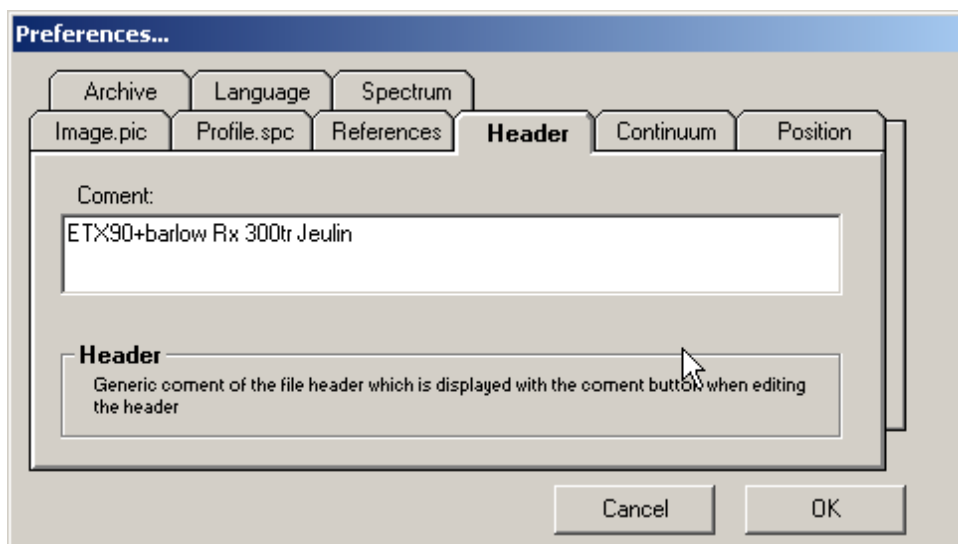 Preferences...
Archive Language Spectrum
Image.pic Profile.spc References Header Continuum Position
Coment:
ETX90+barlow Rx 300tr Jeulin
Header
Generic coment of the file header which is displayed with the coment button when editing
the header
Cancel OK